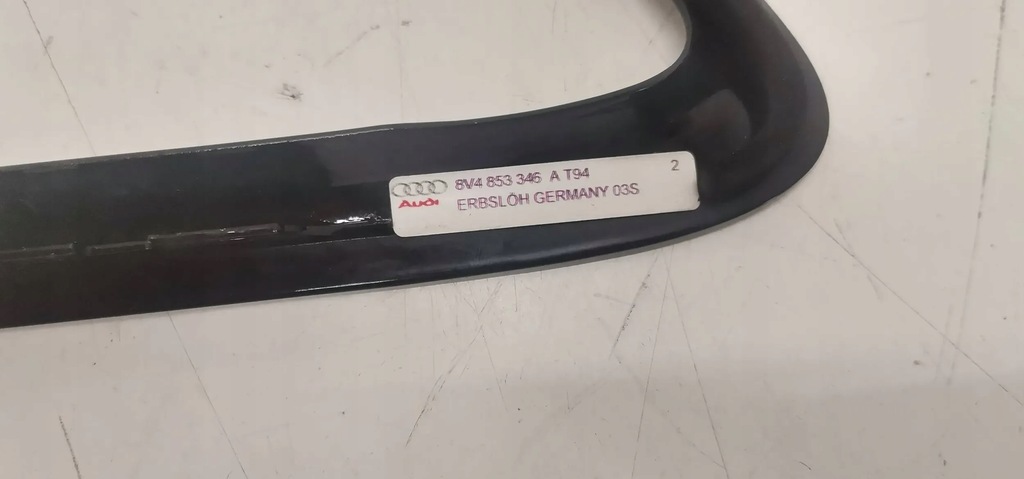 8V4 853 346 A T94 2
Audi ERBSLÖH GERMANY 03S